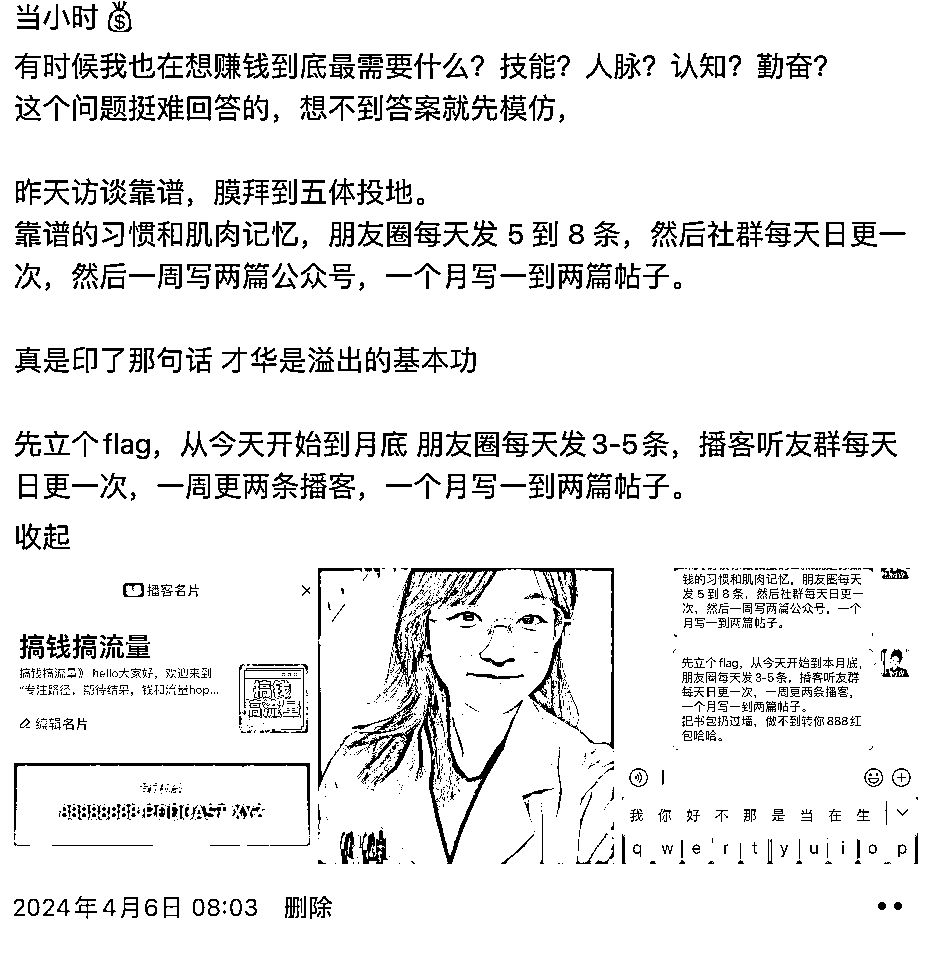 当小时💰
有时候我也在想赚钱到底最需要什么？技能？人脉？认知？勤奋？
这个问题挺难回答的，想不到答案就先模仿，
昨天访谈靠谱，膜拜到五体投地。
靠谱的习惯和肌肉记忆，朋友圈每天发 5 到 8 条，然后社群每天日更一
次，然后一周写两篇公众号，一个月写一到两篇帖子。
真是印了那句话 才华是溢出的基本功
先立个flag，从今天开始到月底 朋友圈每天发3-5条，播客听友群每天
日更一次，一周更两条播客，一个月写一到两篇帖子。
收起
播客名片 ×
搞钱搞流量
搞钱搞流量》 hello大家好，欢迎来到
“专注路径，期待结果，钱和流量hop...
搞钱
搞流量
编辑名片
钱的习惯和肌肉记忆，朋友圈每天
发 5 到 8 条，然后社群每天日更一
次，然后一周写两篇公众号，一个
月写一到两篇帖子。
先立个 flag，从今天开始到本月底，
朋友圈每天发 3-5 条，播客听友群
每天日更一次，一周更两条播客，
一个月写一到两篇帖子。
把书包扔过墙，做不到转你 888 红
包哈哈。
我 你 好 不 那 是 当 在 生
q w e r t y u i o p
2024年4月6日 08:03 删除